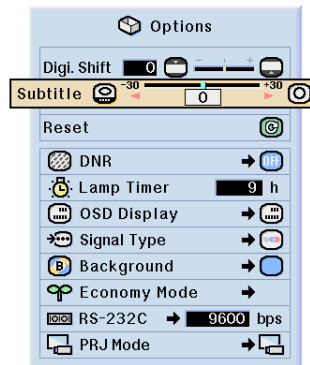 Options
Digi. Shift 0 - +
Subtitle -30 0 +30
Reset
DNR OFF
Lamp Timer 9 h
OSD Display
Signal Type
B Background
Economy Mode
RS-232C 9600 bps
PRJ Mode